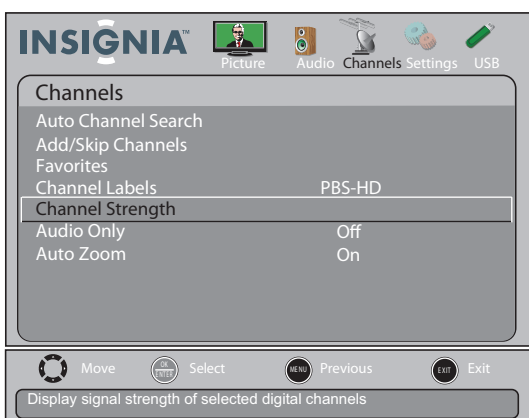 INSIGNIA™
Picture Audio Channels Settings USB
Channels
Auto Channel Search
Add/Skip Channels
Favorites
Channel Labels PBS-HD
Channel Strength
Audio Only Off
Auto Zoom On
Move OK ENTER Select MENU Previous EXIT Exit
Display signal strength of selected digital channels